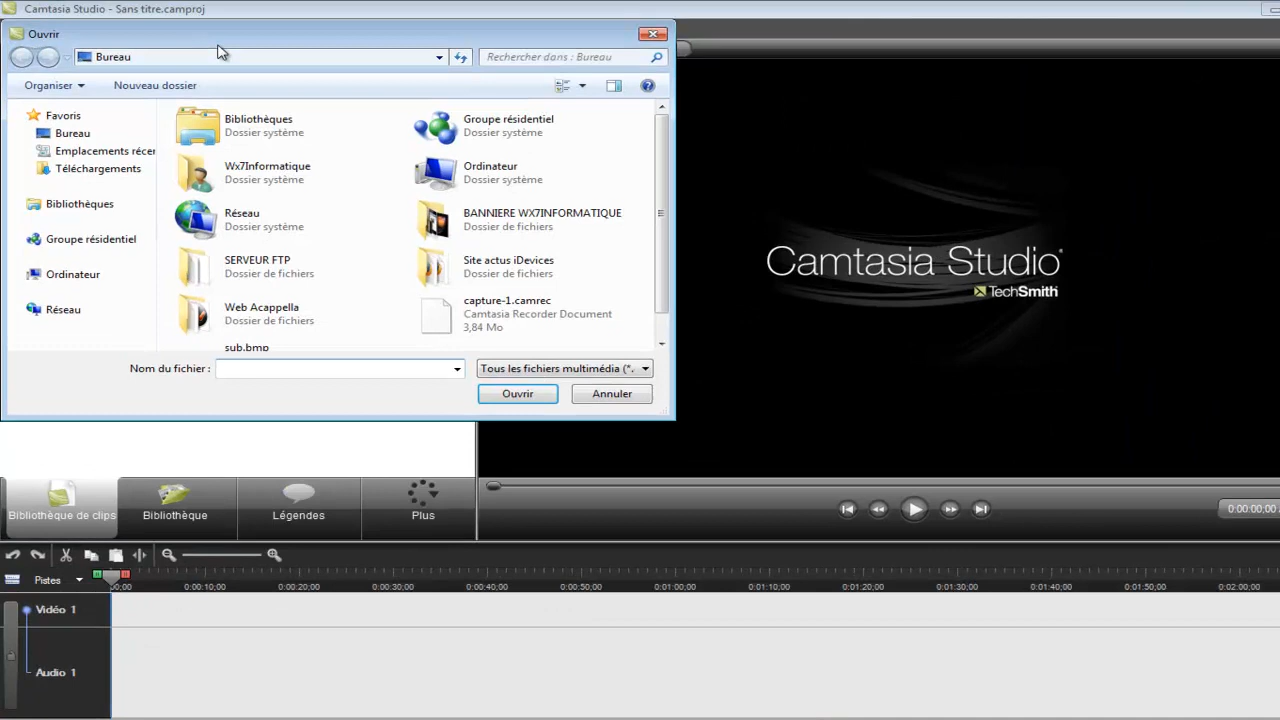 Camtasia Studio - Sans titre.camproj
Ouvrir
Bureau
Rechercher dans : Bureau
Organiser
Nouveau dossier
Favoris
Bureau
Emplacements récer
Téléchargements
Bibliothèques
Groupe résidentiel
Ordinateur
Réseau
Bibliothèques
Dossier système
Groupe résidentiel
Dossier système
Wx7Informatique
Dossier système
Ordinateur
Dossier système
Réseau
Dossier système
BANNIERE WX7INFORMATIQUE
Dossier de fichiers
SERVEUR FTP
Dossier de fichiers
Site actus iDevices
Dossier de fichiers
Web Acappella
Dossier de fichiers
capture-1.camrec
Camtasia Recorder Document
3,84 Mo
sub.bmp
Nom du fichier :
Tous les fichiers multimédia (*.
Ouvrir
Annuler
Camtasia Studio
TechSmith
Bibliothèque de clips
Bibliothèque
Légendes
Plus
0:00:00,00
Pistes
00;00
0:00:10;00
0:00:20;00
0:00:30;00
0:00:40;00
0:00:50;00
0:01:00;00
0:01:10;00
0:01:20;00
0:01:30;00
0:01:40;00
0:01:50;00
0:02:00;00
Vidéo 1
Audio 1